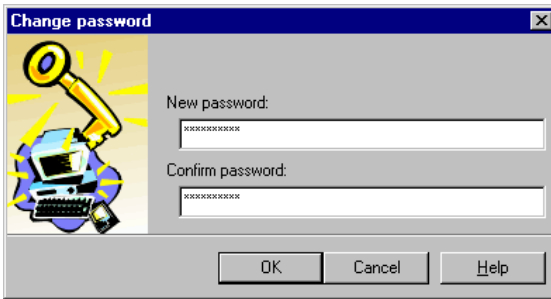 Change password
New password:
**********
Confirm password:
**********
OK Cancel Help